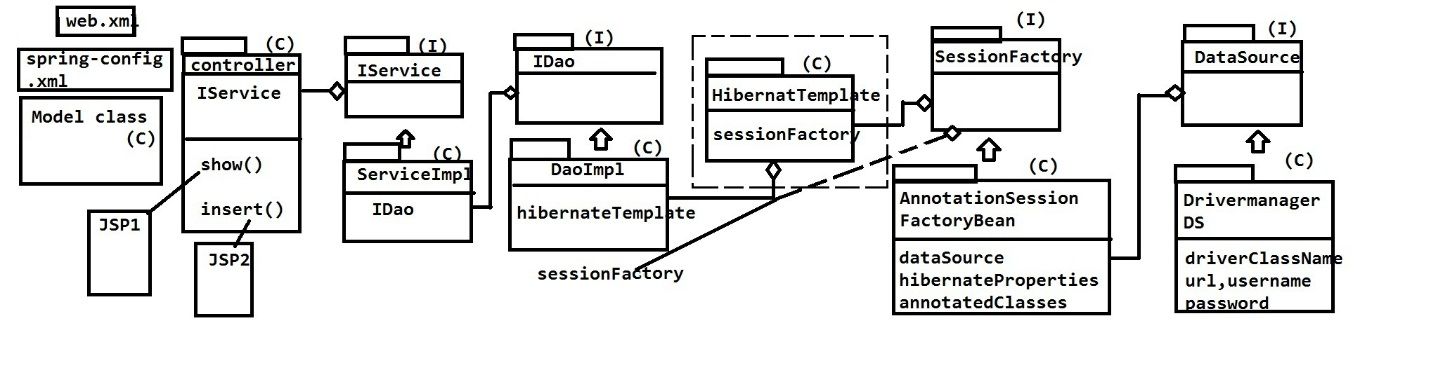 web.xml
spring-config
.xml
Model class
(C)
JSP1
(C)
controller
IService
show()
insert()
JSP2
(I)
IService
(C)
ServiceImpl
IDao
(I)
IDao
(C)
DaoImpl
hibernateTemplate
sessionFactory
(C)
HibernatTemplate
sessionFactory
(I)
SessionFactory
(C)
AnnotationSession
FactoryBean
dataSource
hibernateProperties
annotatedClasses
(I)
DataSource
(C)
Drivermanager
DS
driverClassName
url,username
password